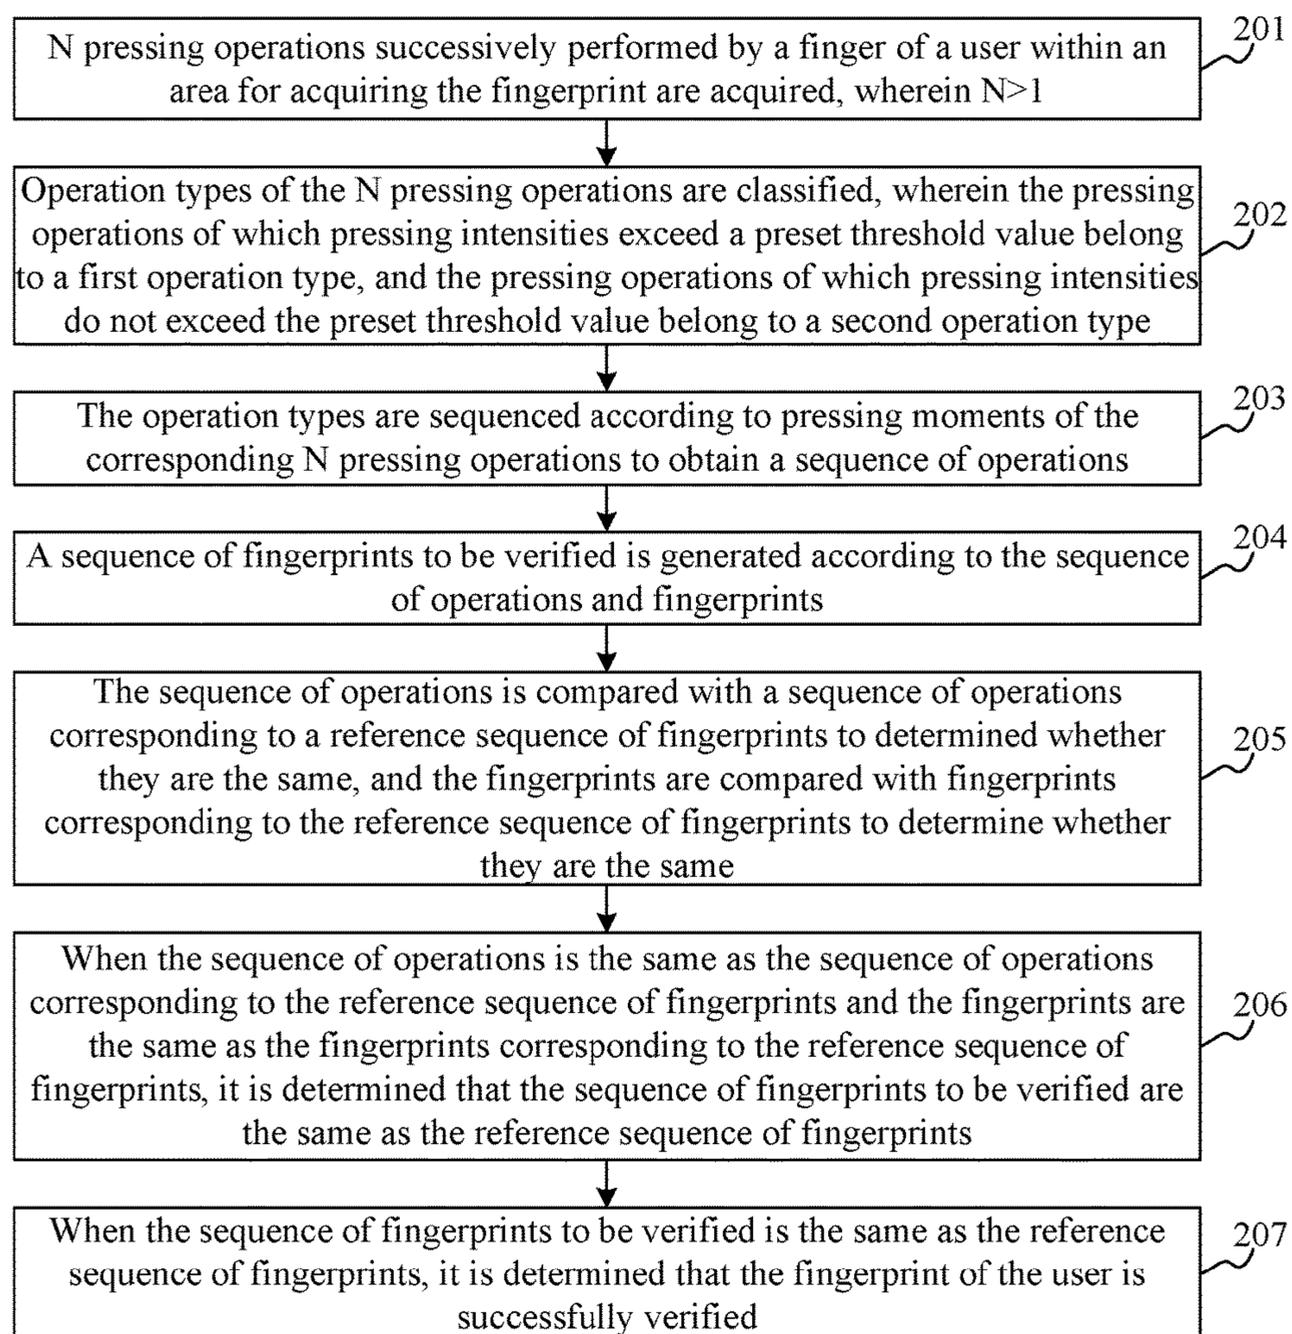 N pressing operations successively performed by a finger of a user within an
area for acquiring the fingerprint are acquired, wherein N>1
201
Operation types of the N pressing operations are classified, wherein the pressing
operations of which pressing intensities exceed a preset threshold value belong
to a first operation type, and the pressing operations of which pressing intensities
do not exceed the preset threshold value belong to a second operation type
202
The operation types are sequenced according to pressing moments of the
corresponding N pressing operations to obtain a sequence of operations
203
A sequence of fingerprints to be verified is generated according to the sequence
of operations and fingerprints
204
The sequence of operations is compared with a sequence of operations
corresponding to a reference sequence of fingerprints to determined whether
they are the same, and the fingerprints are compared with fingerprints
corresponding to the reference sequence of fingerprints to determine whether
they are the same
205
When the sequence of operations is the same as the sequence of operations
corresponding to the reference sequence of fingerprints and the fingerprints are
the same as the fingerprints corresponding to the reference sequence of
fingerprints, it is determined that the sequence of fingerprints to be verified are
the same as the reference sequence of fingerprints
206
When the sequence of fingerprints to be verified is the same as the reference
sequence of fingerprints, it is determined that the fingerprint of the user is
successfully verified
207